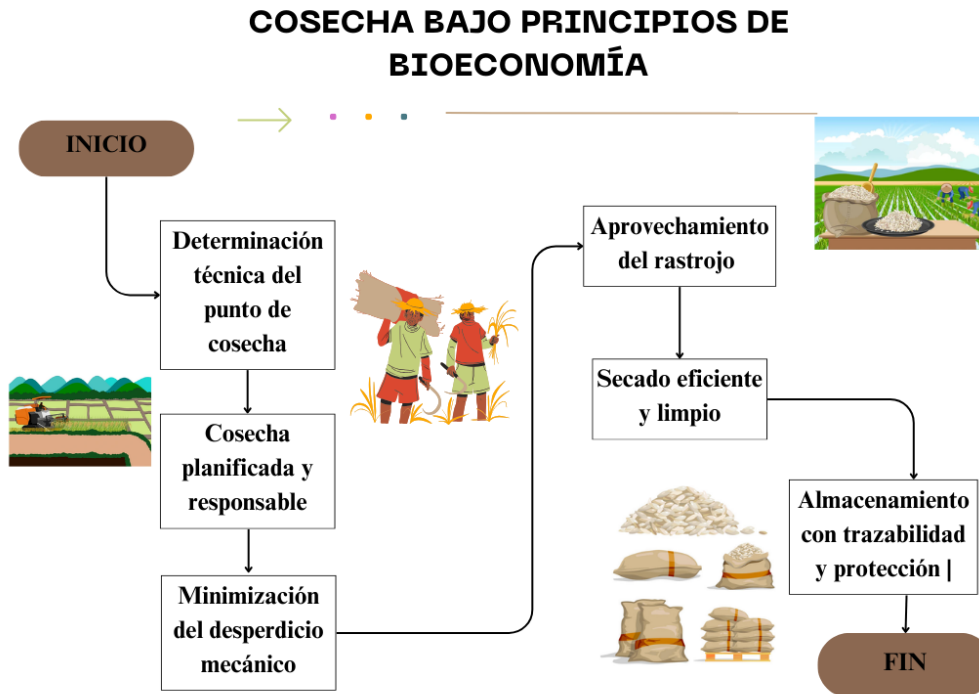 COSECHA BAJO PRINCIPIOS DE
BIOECONOMÍA
INICIO
Determinación
técnica del
punto de
cosecha
Cosecha
planificada y
responsable
Minimización
del desperdicio
mecánico
Aprovechamiento
del rastrojo
Secado eficiente
y limpio
Almacenamiento
con trazabilidad
y protección |
FIN